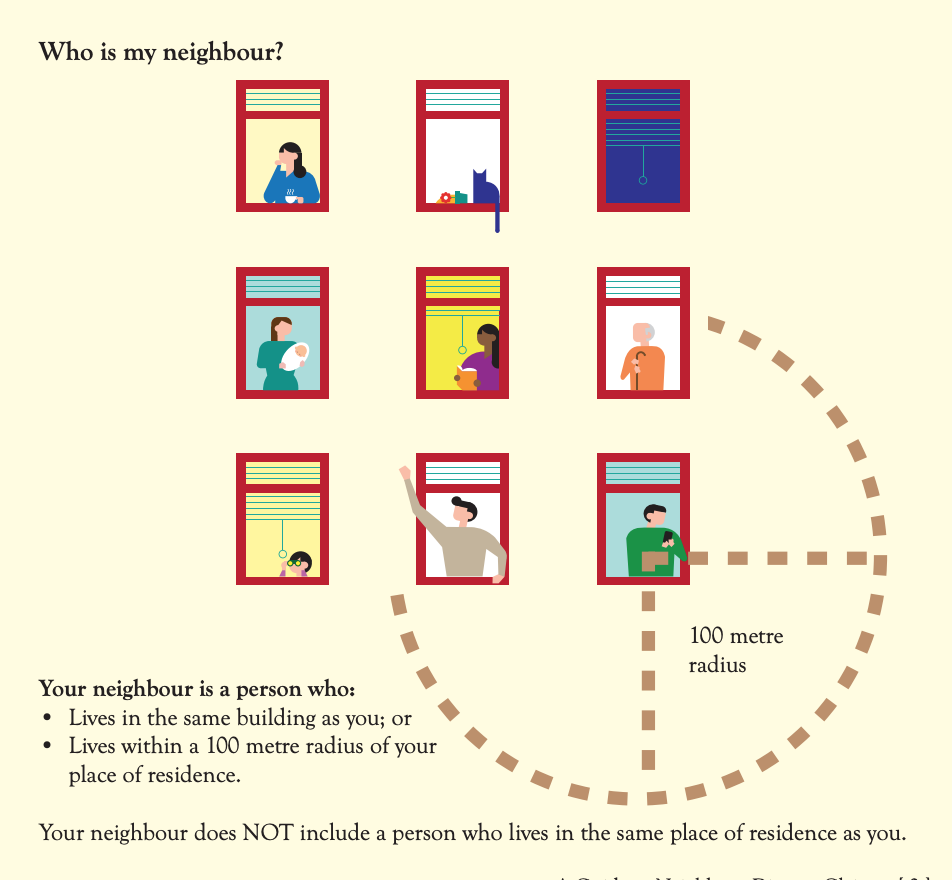 Who is my neighbour?
100 metre
radius
Your neighbour is a person who:
• Lives in the same building as you; or
• Lives within a 100 metre radius of your
place of residence.
Your neighbour does NOT include a person who lives in the same place of residence as you.